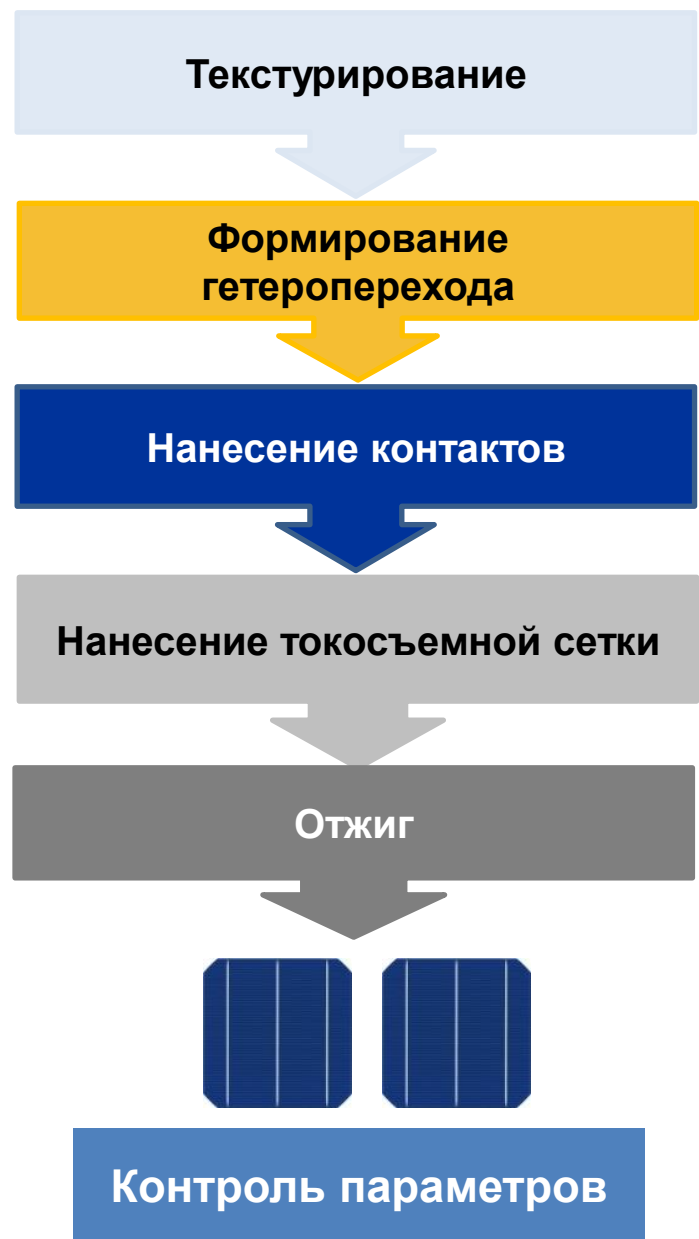 Текстурирование
Формирование
гетероперехода
Нанесение контактов
Нанесение токосъемной сетки
Отжиг
Контроль параметров